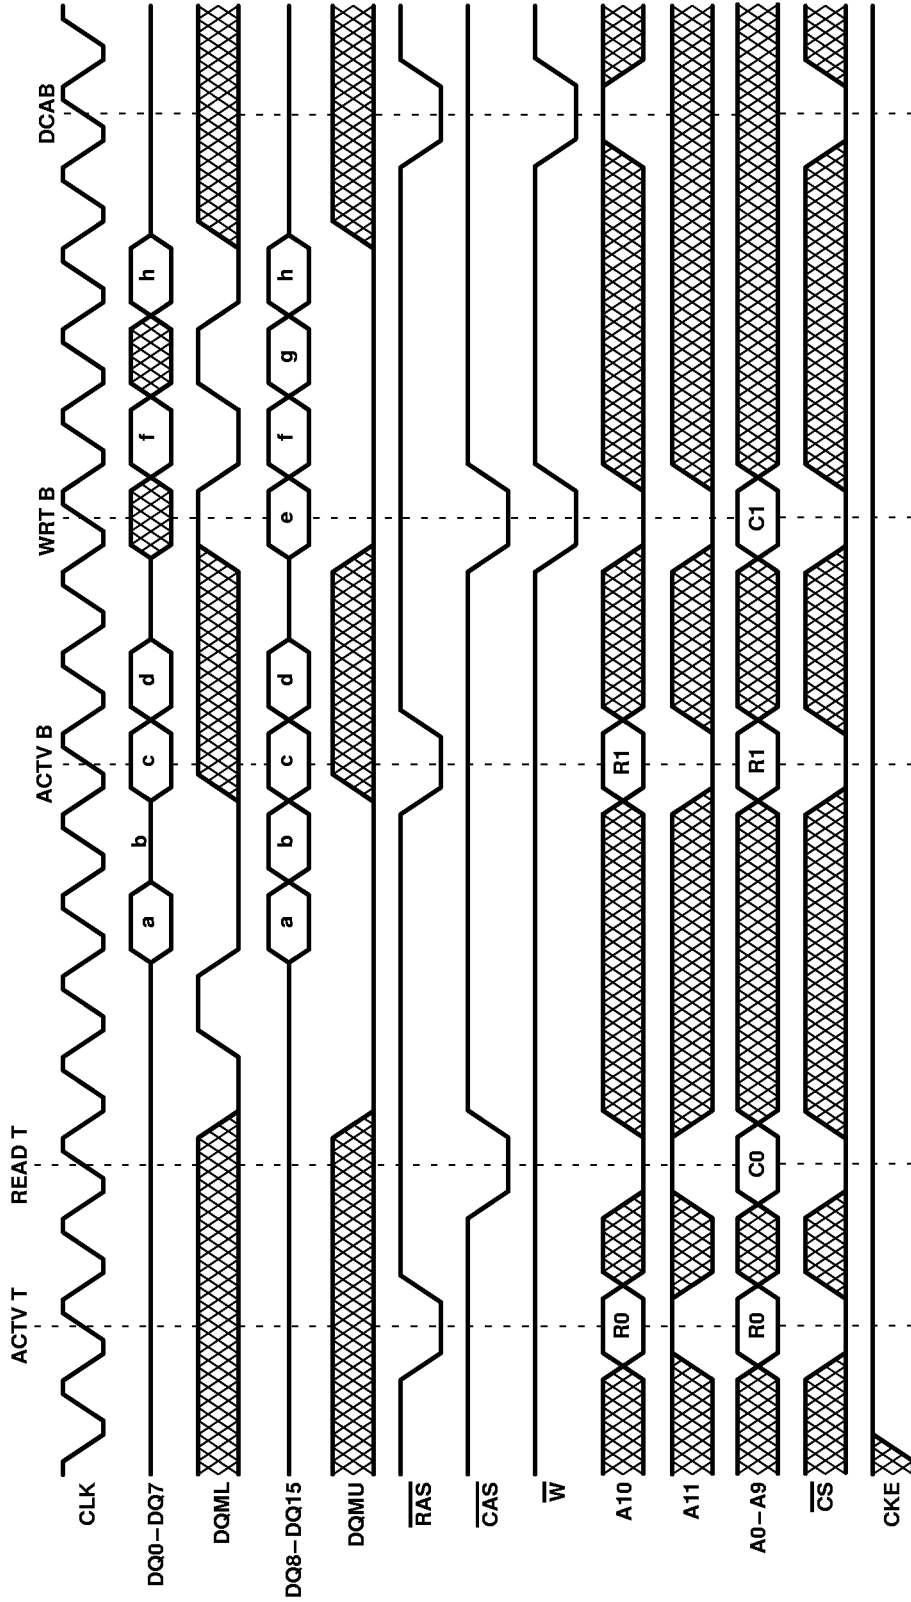 ACTV T
READ T
ACTV B
WRT B
DCAB
CLK
DQ0–DQ7
a
b
c
d
f
h
DQML
DQ8–DQ15
a
b
c
d
e
f
g
h
DQMU
RAS
CAS
W
A10
R0
R1
A11
A0–A9
R0
C0
R1
C1
CS
CKE